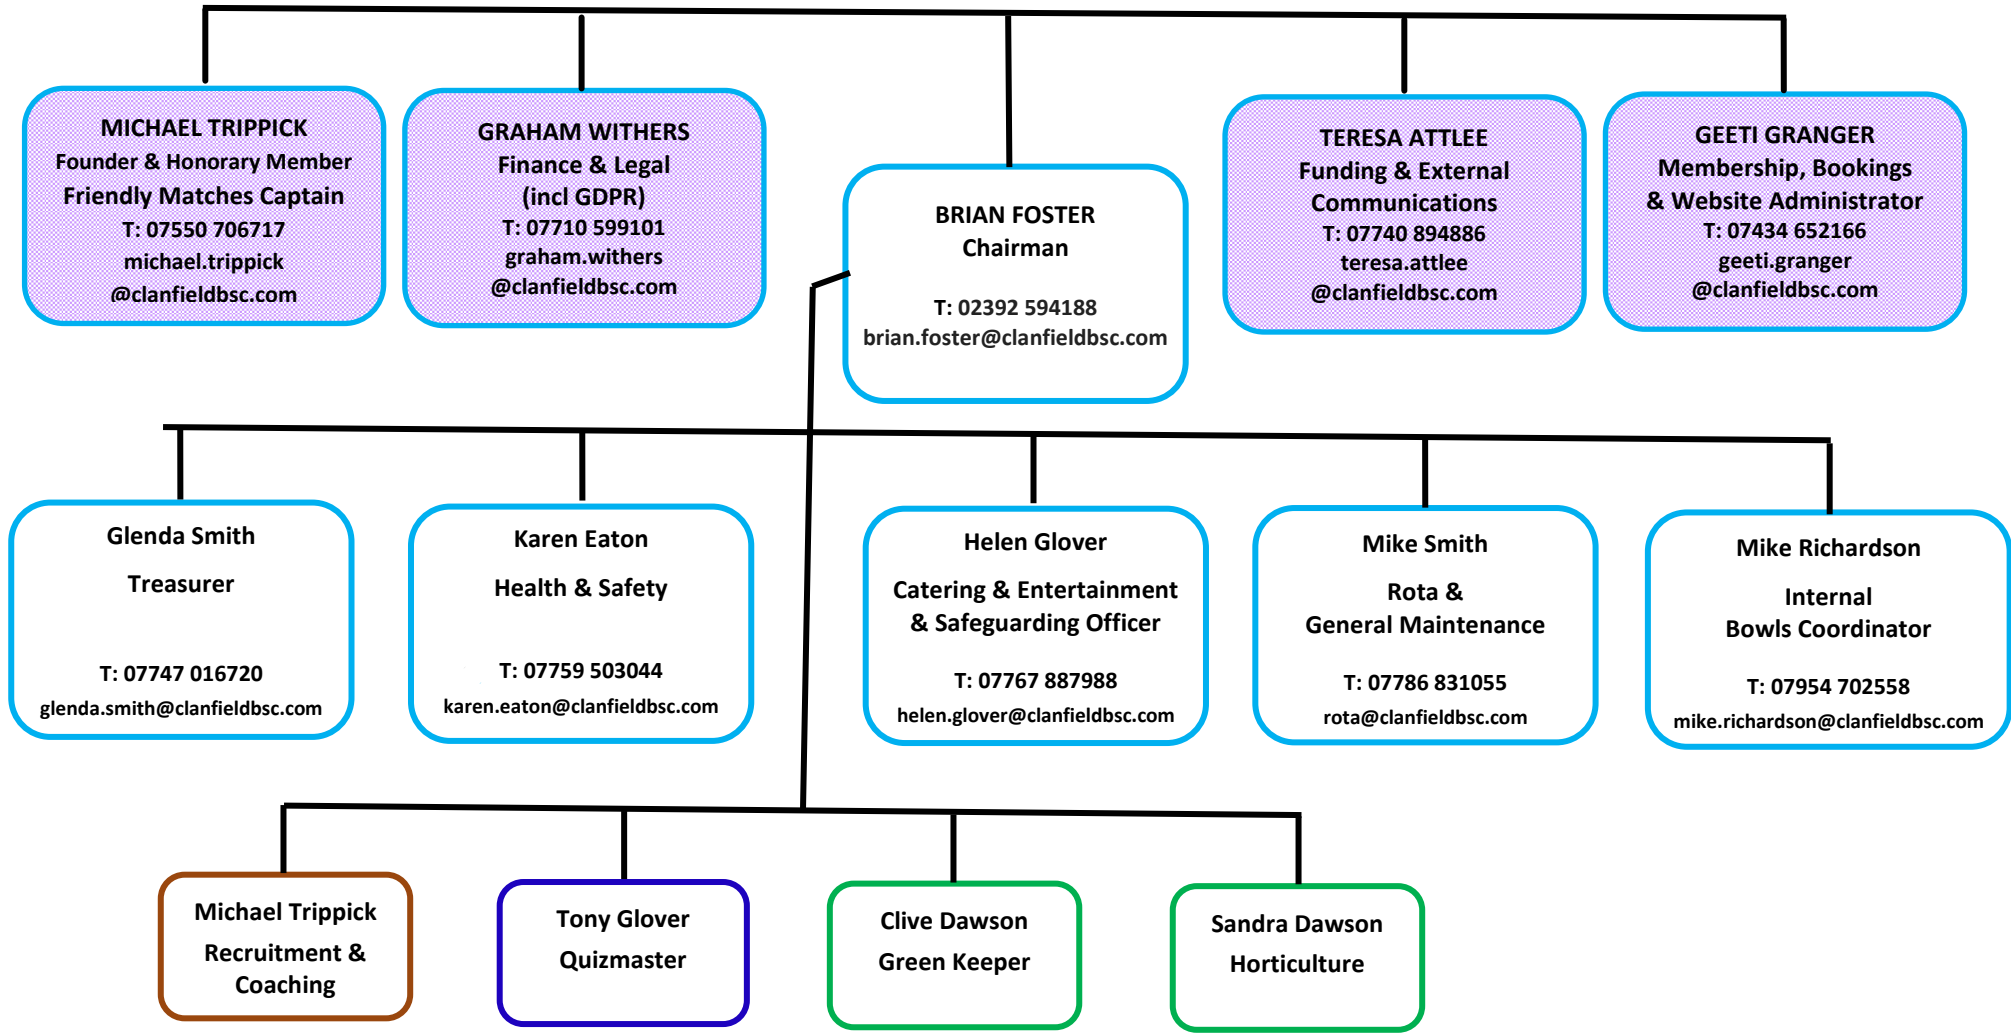 MICHAEL TRIPPICK
Founder & Honorary Member
Friendly Matches Captain
T: 07550 706717
michael.trippick
@clanfieldbsc.com
GRAHAM WITHERS
Finance & Legal
(incl GDPR)
T: 07710 599101
graham.withers
@clanfieldbsc.com
BRIAN FOSTER
Chairman
T: 02392 594188
brian.foster@clanfieldbsc.com
TERESA ATTLEE
Funding & External
Communications
T: 07740 894886
teresa.attlee
@clanfieldbsc.com
GEETI GRANGER
Membership, Bookings
& Website Administrator
T: 07434 652166
geeti.granger
@clanfieldbsc.com
Glenda Smith
Treasurer
T: 07747 016720
glenda.smith@clanfieldbsc.com
Karen Eaton
Health & Safety
T: 07759 503044
karen.eaton@clanfieldbsc.com
Helen Glover
Catering & Entertainment
& Safeguarding Officer
T: 07767 887988
helen.glover@clanfieldbsc.com
Mike Smith
Rota &
General Maintenance
T: 07786 831055
rota@clanfieldbsc.com
Mike Richardson
Internal
Bowls Coordinator
T: 07954 702558
mike.richardson@clanfieldbsc.com
Michael Trippick
Recruitment &
Coaching
Tony Glover
Quizmaster
Clive Dawson
Green Keeper
Sandra Dawson
Horticulture